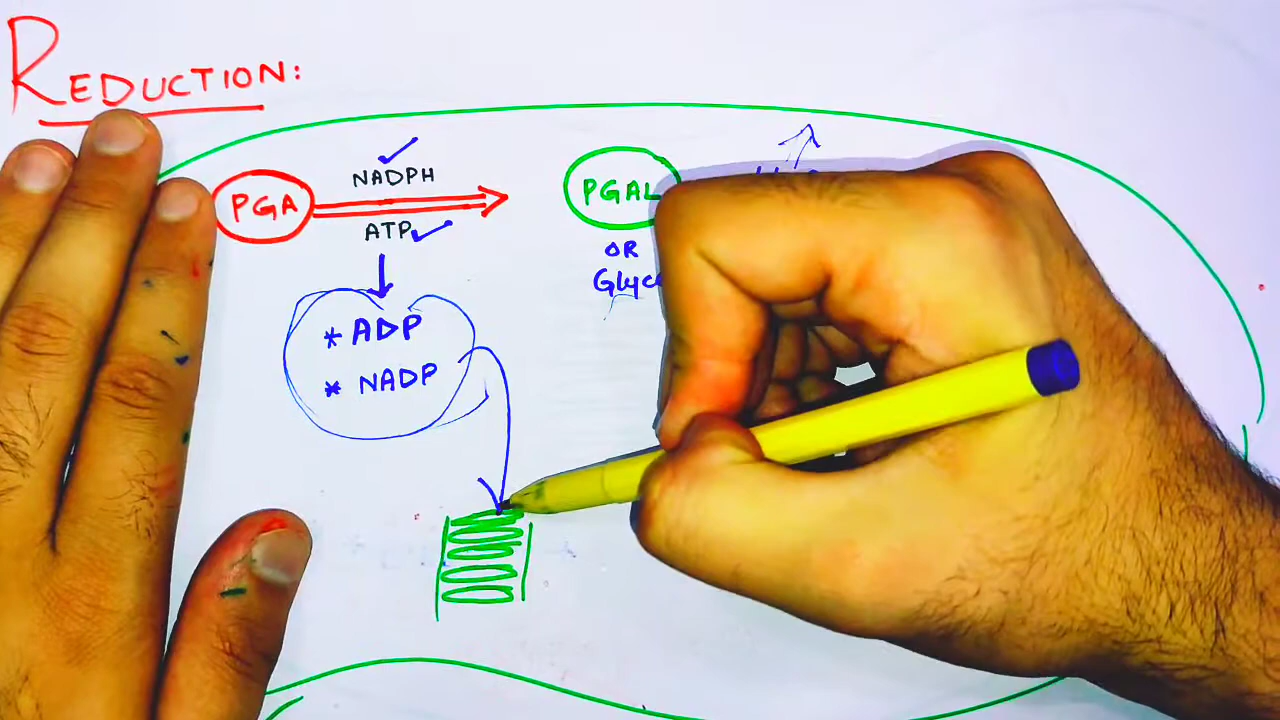 REDUCTION:
NADPH
PGA
PGAL
ATP
OR
* ADP
* NADP